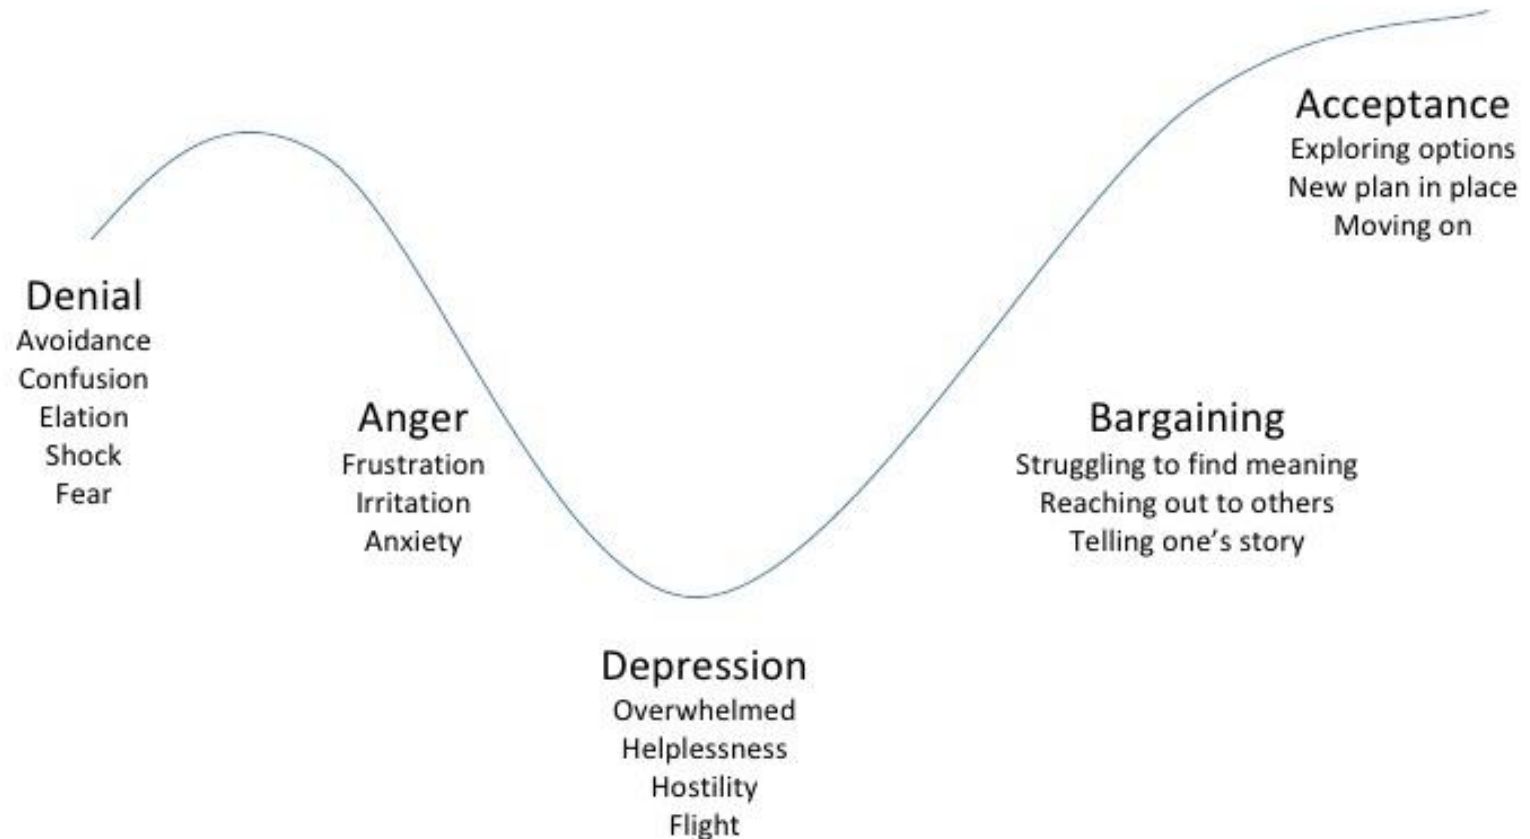 Denial
Avoidance
Confusion
Elation
Shock
Fear
Anger
Frustration
Irritation
Anxiety
Depression
Overwhelmed
Helplessness
Hostility
Flight
Bargaining
Struggling to find meaning
Reaching out to others
Telling one’s story
Acceptance
Exploring options
New plan in place
Moving on